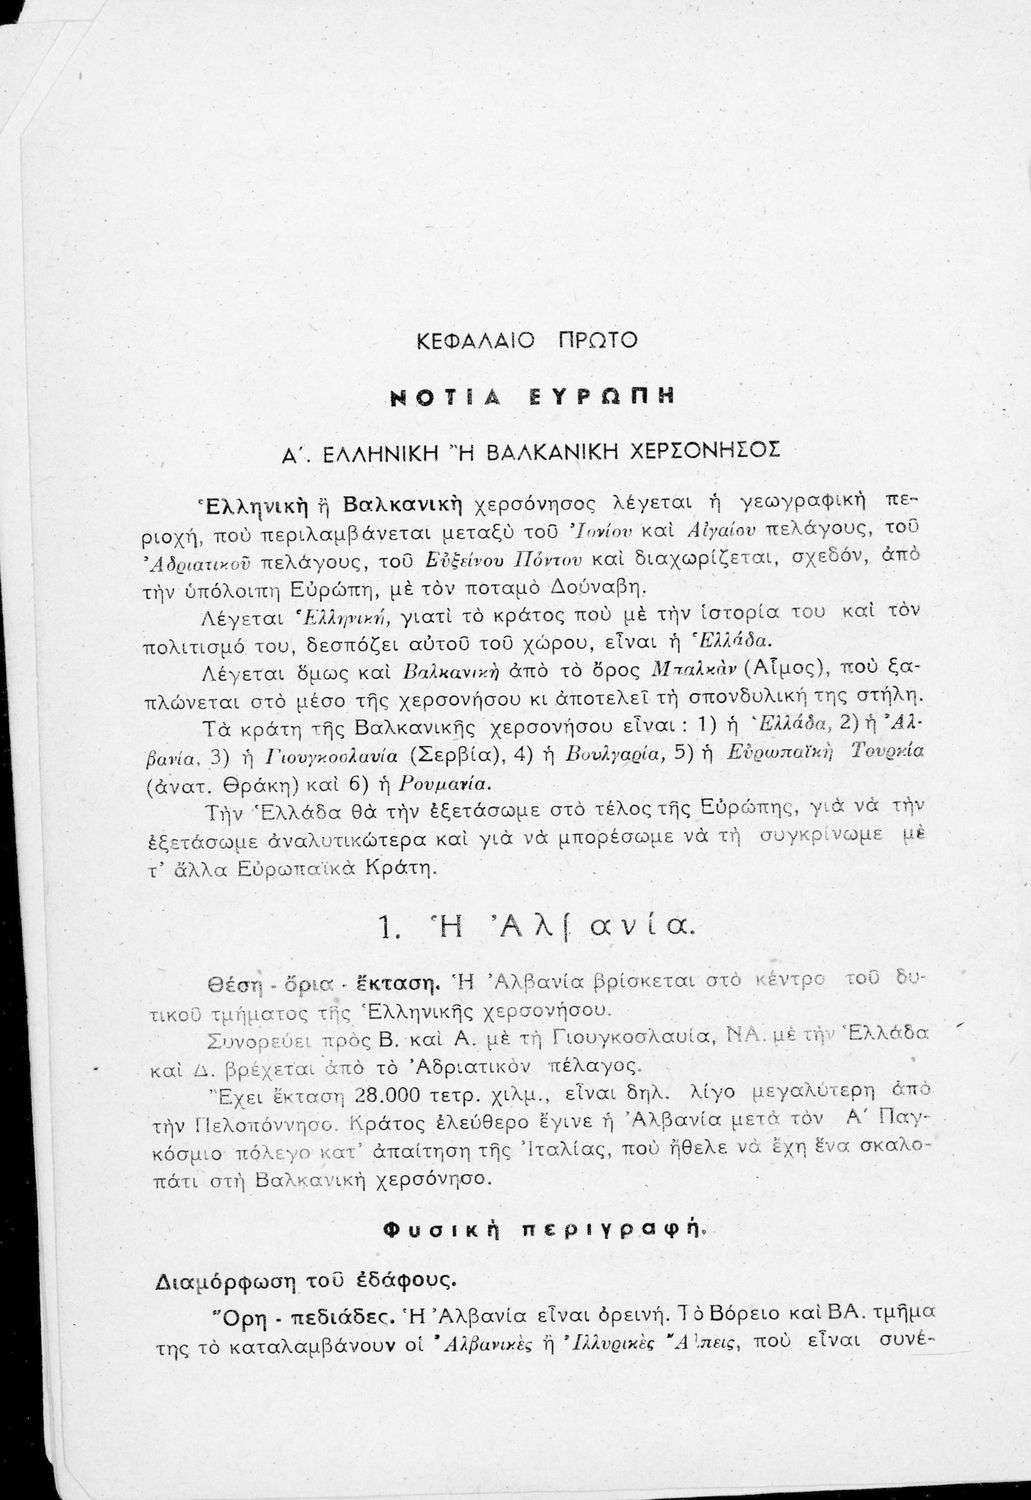 ΚΕΦΑΛΑΙΟ ΠΡΩΤΟ
ΝΟΤΙΑ ΕΥΡΩΠΗ
Α΄. ΕΛΛΗΝΙΚΗ Ἢ ΒΑΛΚΑΝΙΚΗ ΧΕΡΣΟΝΗΣΟΣ
Ἑλληνικὴ ἢ Βαλκανικὴ χερσόνησος λέγεται ἡ γεωγραφικὴ πε-
ριοχή, ποὺ περιλαμβάνεται μεταξὺ τοῦ Ἰονίου καὶ Αἰγαίου πελάγους, τοῦ
Ἀδριατικοῦ πελάγους, τοῦ Εὐξείνου Πόντου καὶ διαχωρίζεται, σχεδόν, ἀπὸ
τὴν ὑπόλοιπη Εὐρώπη, μὲ τὸν ποταμὸ Δούναβη.
Λέγεται Ἑλληνική, γιατὶ τὸ κράτος ποὺ μὲ τὴν ἱστορία του καὶ τὸν
πολιτισμό του, δεσπόζει αὐτοῦ τοῦ χώρου, εἶναι ἡ Ἑλλάδα.
Λέγεται ὅμως καὶ Βαλκανικὴ ἀπὸ τὸ ὄρος Μπαλκὰν (Αἷμος), ποὺ ξα-
πλώνεται στὸ μέσο τῆς χερσονήσου κι ἀποτελεῖ τὴ σπονδυλική της στήλη.
Τὰ κράτη τῆς Βαλκανικῆς χερσονήσου εἶναι : 1) ἡ Ἑλλάδα, 2) ἡ Ἀλ-
βανία, 3) ἡ Γιουγκοσλαυία (Σερβία), 4) ἡ Βουλγαρία, 5) ἡ Εὐρωπαϊκὴ Τουρκία
(ἀνατ. Θράκη) καὶ 6) ἡ Ρουμανία.
Τὴν Ἑλλάδα θὰ τὴν ἐξετάσωμε στὸ τέλος τῆς Εὐρώπης, γιὰ νὰ τὴν
ἐξετάσωμε ἀναλυτικώτερα καὶ γιὰ νὰ μπορέσωμε νὰ τὴ συγκρίνωμε μὲ
τ' ἄλλα Εὐρωπαϊκὰ Κράτη.
1. Ἡ Ἀλβανία.
Θέση - ὅρια - ἔκταση. Ἡ Ἀλβανία βρίσκεται στὸ κέντρο τοῦ δυ-
τικοῦ τμήματος τῆς Ἑλληνικῆς χερσονήσου.
Συνορεύει πρὸς Β. καὶ Α. μὲ τὴ Γιουγκοσλαυία, ΝΑ. μὲ τὴν Ἑλλάδα
καὶ Δ. βρέχεται ἀπὸ τὸ Ἀδριατικὸν πέλαγος.
Ἔχει ἔκταση 28.000 τετρ. χιλμ., εἶναι δηλ. λίγο μεγαλύτερη ἀπὸ
τὴν Πελοπόννησο. Κράτος ἐλεύθερο ἔγινε ἡ Ἀλβανία μετὰ τὸν Α΄ Παγ-
κόσμιο πόλεγο κατ' ἀπαίτηση τῆς Ἰταλίας, ποὺ ἤθελε νὰ ἔχη ἕνα σκαλο-
πάτι στὴ Βαλκανικὴ χερσόνησο.
Φυσικὴ περιγραφή.
Διαμόρφωση τοῦ ἐδάφους.
Ὄρη - πεδιάδες. Ἡ Ἀλβανία εἶναι ὀρεινή. Τὸ Βόρειο καὶ ΒΑ. τμῆμα
της τὸ καταλαμβάνουν οἱ Ἀλβανικὲς ἢ Ἰλλυρικὲς Ἄλπεις, ποὺ εἶναι συνέ-